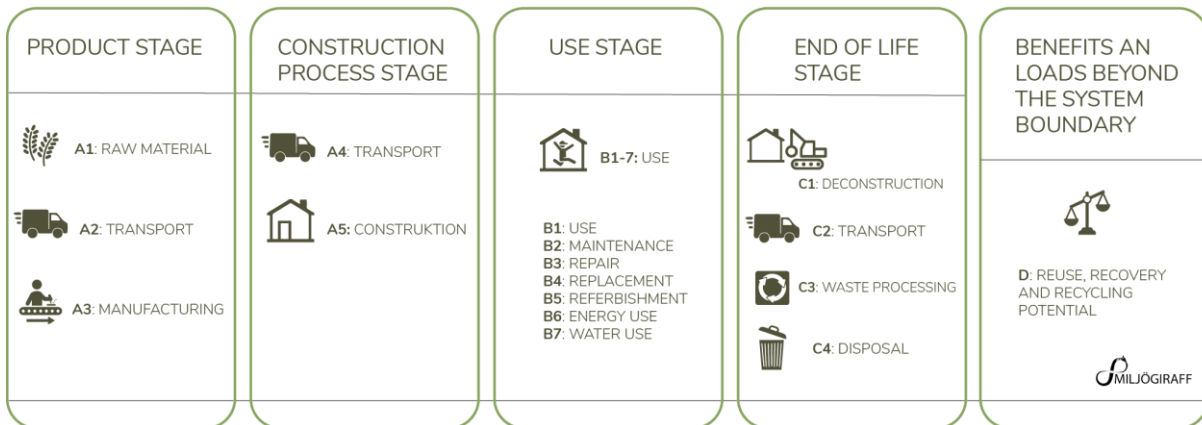 PRODUCT STAGE
A1: RAW MATERIAL
A2: TRANSPORT
A3: MANUFACTURING
CONSTRUCTION
PROCESS STAGE
A4: TRANSPORT
A5: CONSTRUKTION
USE STAGE
B1-7: USE
B1: USE
B2: MAINTENANCE
B3: REPAIR
B4: REPLACEMENT
B5: REFERBISHMENT
B6: ENERGY USE
B7: WATER USE
END OF LIFE
STAGE
C1: DECONSTRUCTION
C2: TRANSPORT
C3: WASTE PROCESSING
C4: DISPOSAL
BENEFITS AN
LOADS BEYOND
THE SYSTEM
BOUNDARY
D: REUSE, RECOVERY
AND RECYCLING
POTENTIAL
MILJÖGIRAFF